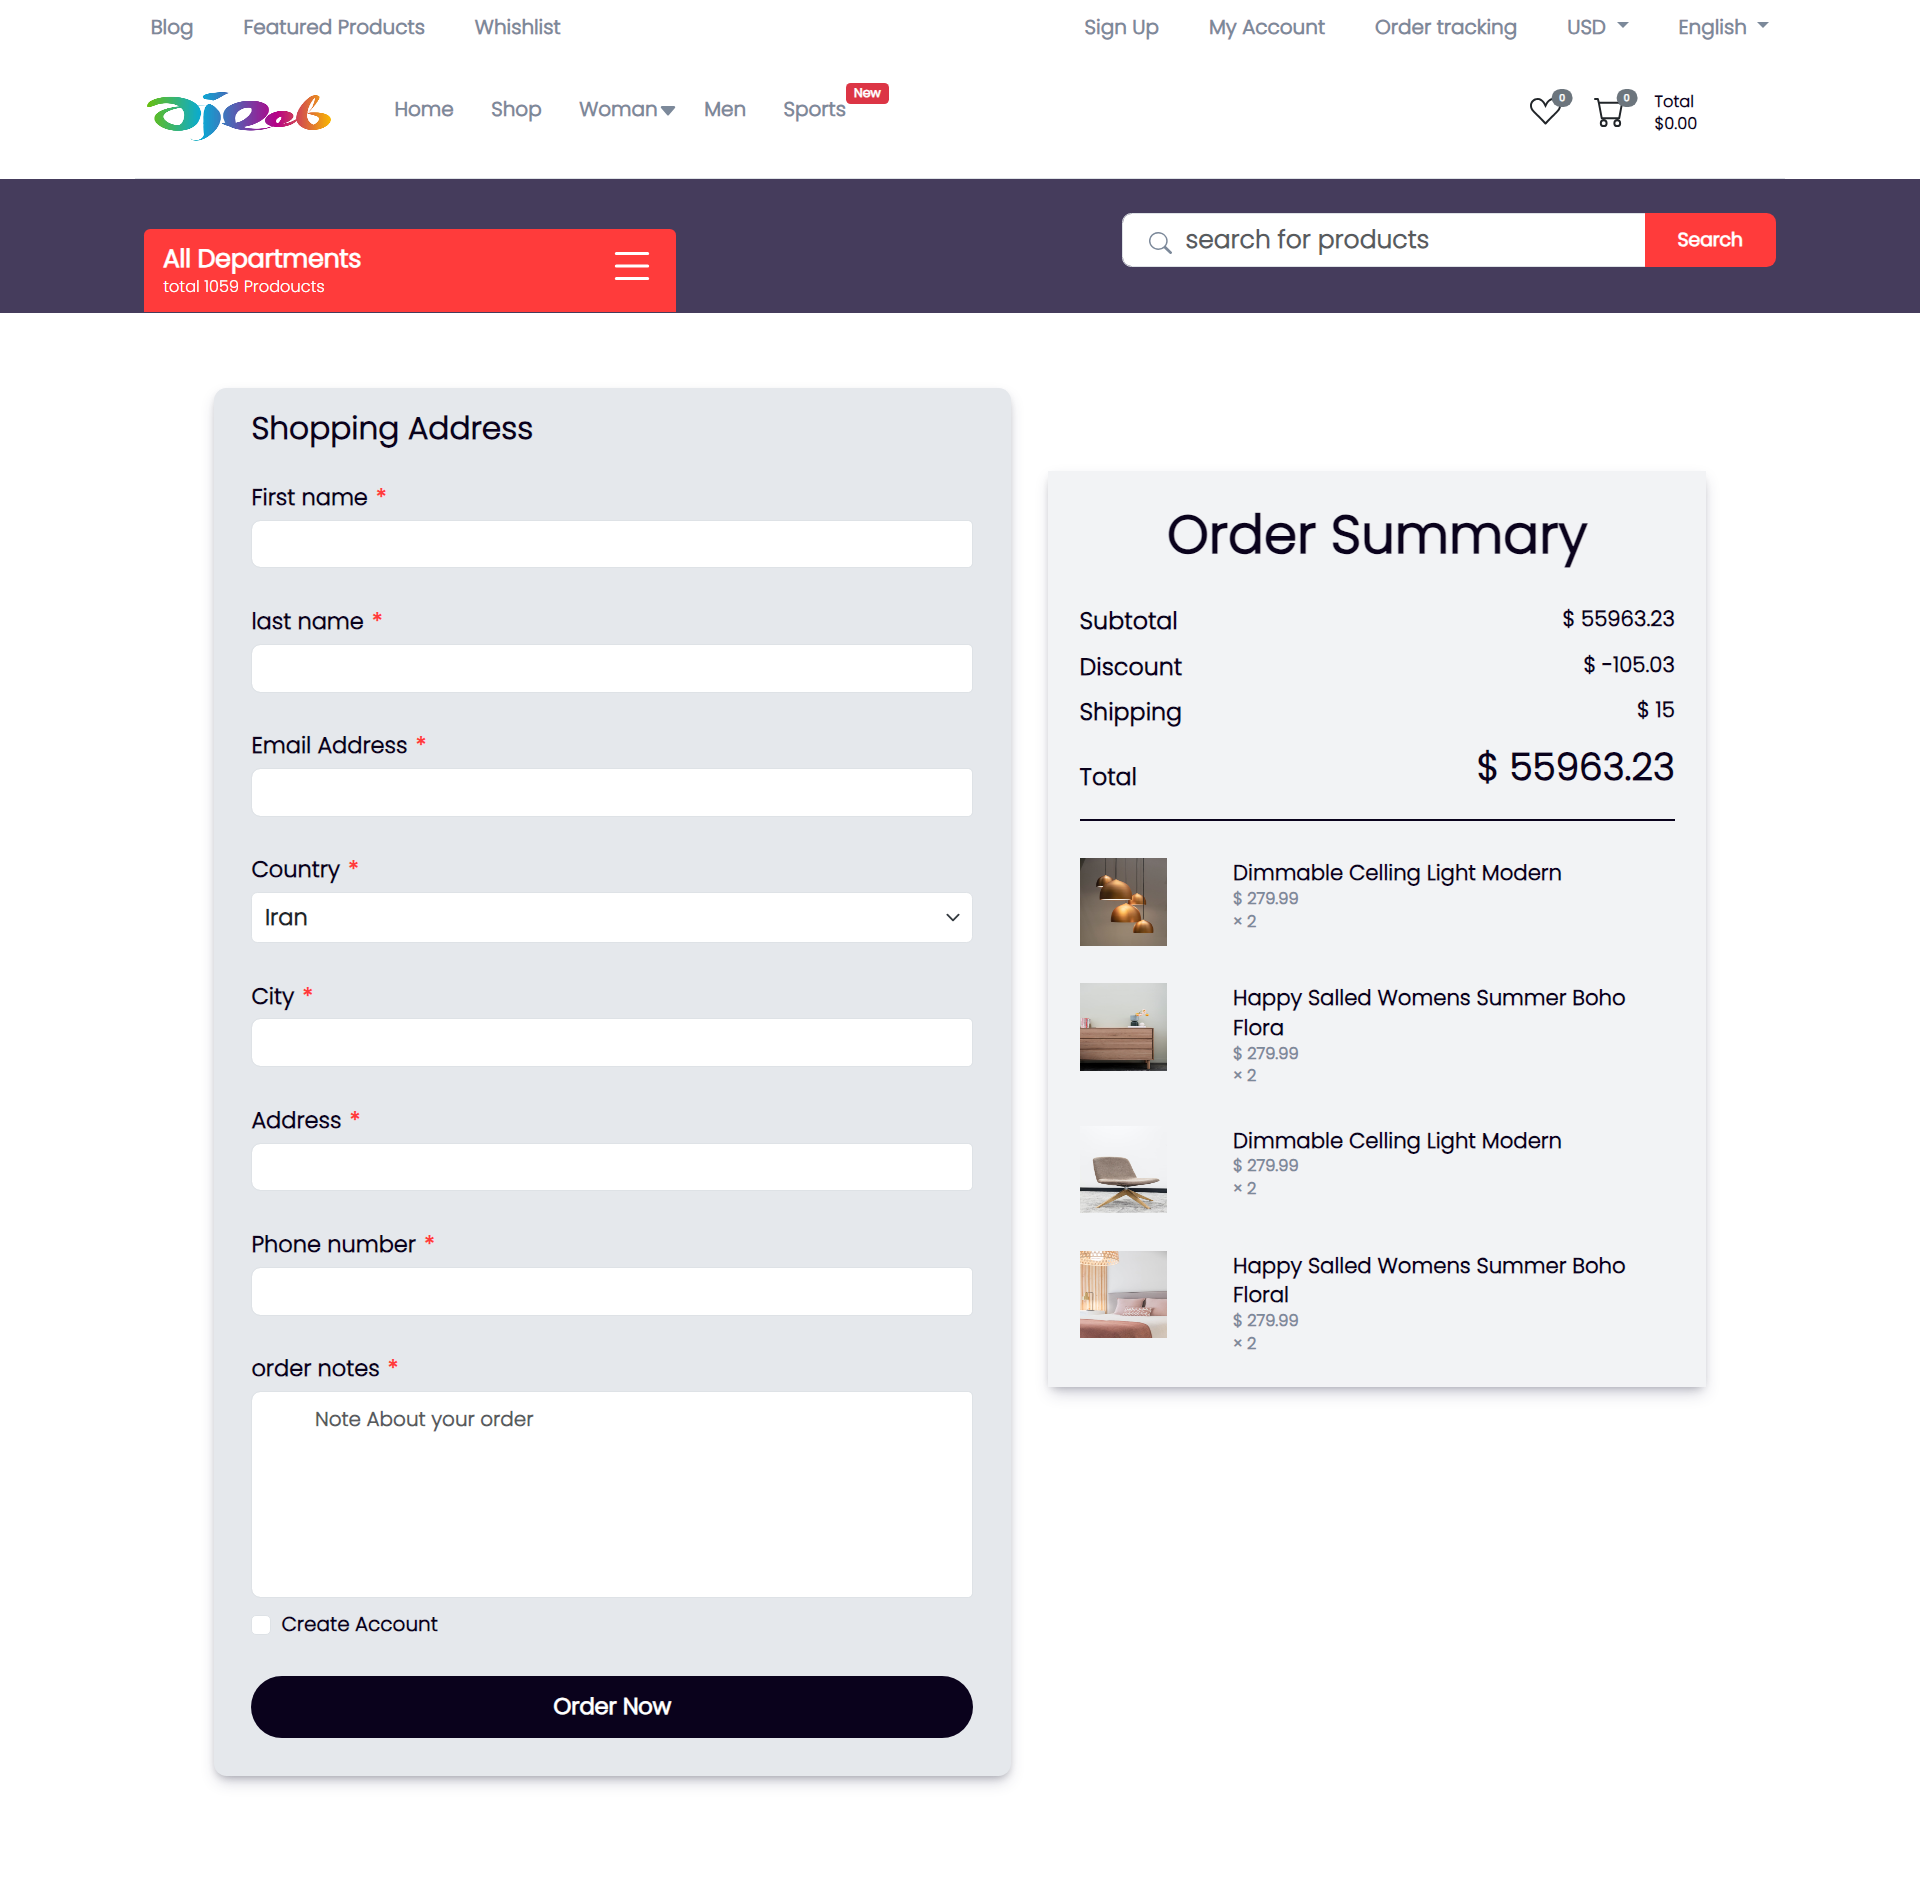 Blog Featured Products Whishlist Sign Up My Account Order tracking USD English
ajeeb Home Shop Woman Men Sports New 0 0 Total
$0.00
All Departments
total 1059 Prodoucts
search for products Search
Shopping Address
First name *
last name *
Email Address *
Country *
Iran
City *
Address *
Phone number *
order notes *
Note About your order
Create Account
Order Now
Order Summary
Subtotal $ 55963.23
Discount $ -105.03
Shipping $ 15
Total $ 55963.23
Dimmable Celling Light Modern
$ 279.99
× 2
Happy Salled Womens Summer Boho
Flora
$ 279.99
× 2
Dimmable Celling Light Modern
$ 279.99
× 2
Happy Salled Womens Summer Boho
Floral
$ 279.99
× 2